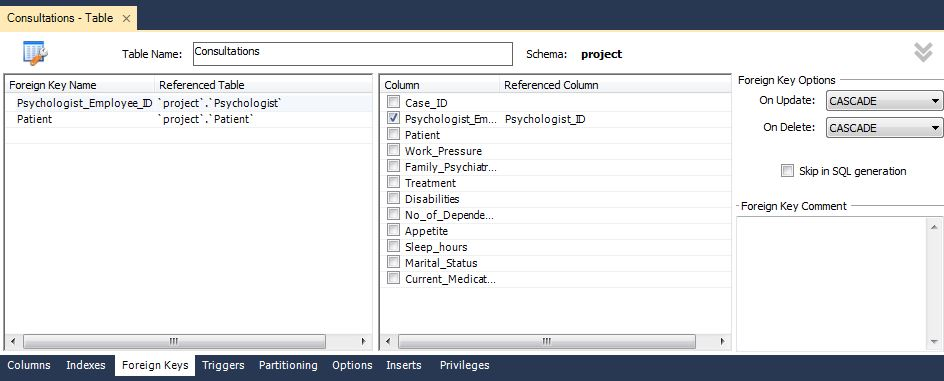 Consultations - Table ×
Table Name: Consultations Schema: project
Foreign Key Name Referenced Table
Psychologist_Employee_ID `project`.`Psychologist`
Patient `project`.`Patient`
Column Referenced Column
Case_ID
Psychologist_Em... Psychologist_ID
Patient
Work_Pressure
Family_Psychiatr...
Treatment
Disabilities
No_of_Depende...
Appetite
Sleep_hours
Marital_Status
Current_Medicat...
Foreign Key Options
On Update: CASCADE
On Delete: CASCADE
Skip in SQL generation
Foreign Key Comment
Columns Indexes Foreign Keys Triggers Partitioning Options Inserts Privileges